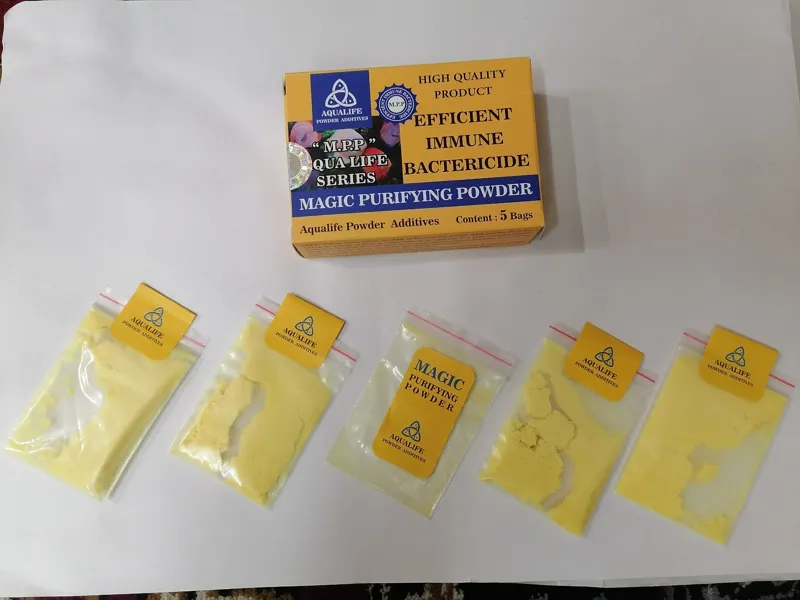 HIGH QUALITY
PRODUCT
AQUALIFE
POWDER ADDITIVES
M.P.P
EFFICIENT
IMMUNE
BACTERICIDE
“ M.P.P ”
QUA LIFE
SERIES
MAGIC PURIFYING POWDER
Aqualife Powder Additives
Content : 5 Bags
AQUALIFE
POWDER ADDITIVES
AQUALIFE
POWDER ADDITIVES
MAGIC
PURIFYING
POWDER
AQUALIFE
POWDER ADDITIVES
AQUALIFE
POWDER ADDITIVES
AQUALIFE
POWDER ADDITIVES